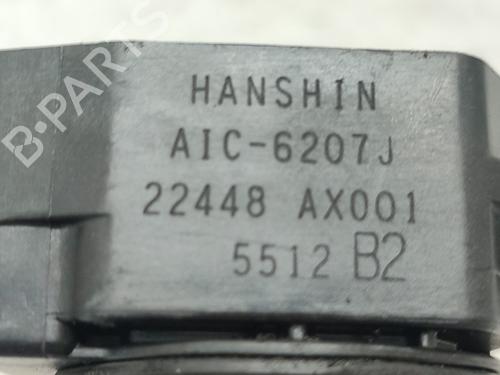 B-PARTS
HANSHIN
AIC-6207J
22448 AX001
5512 B2